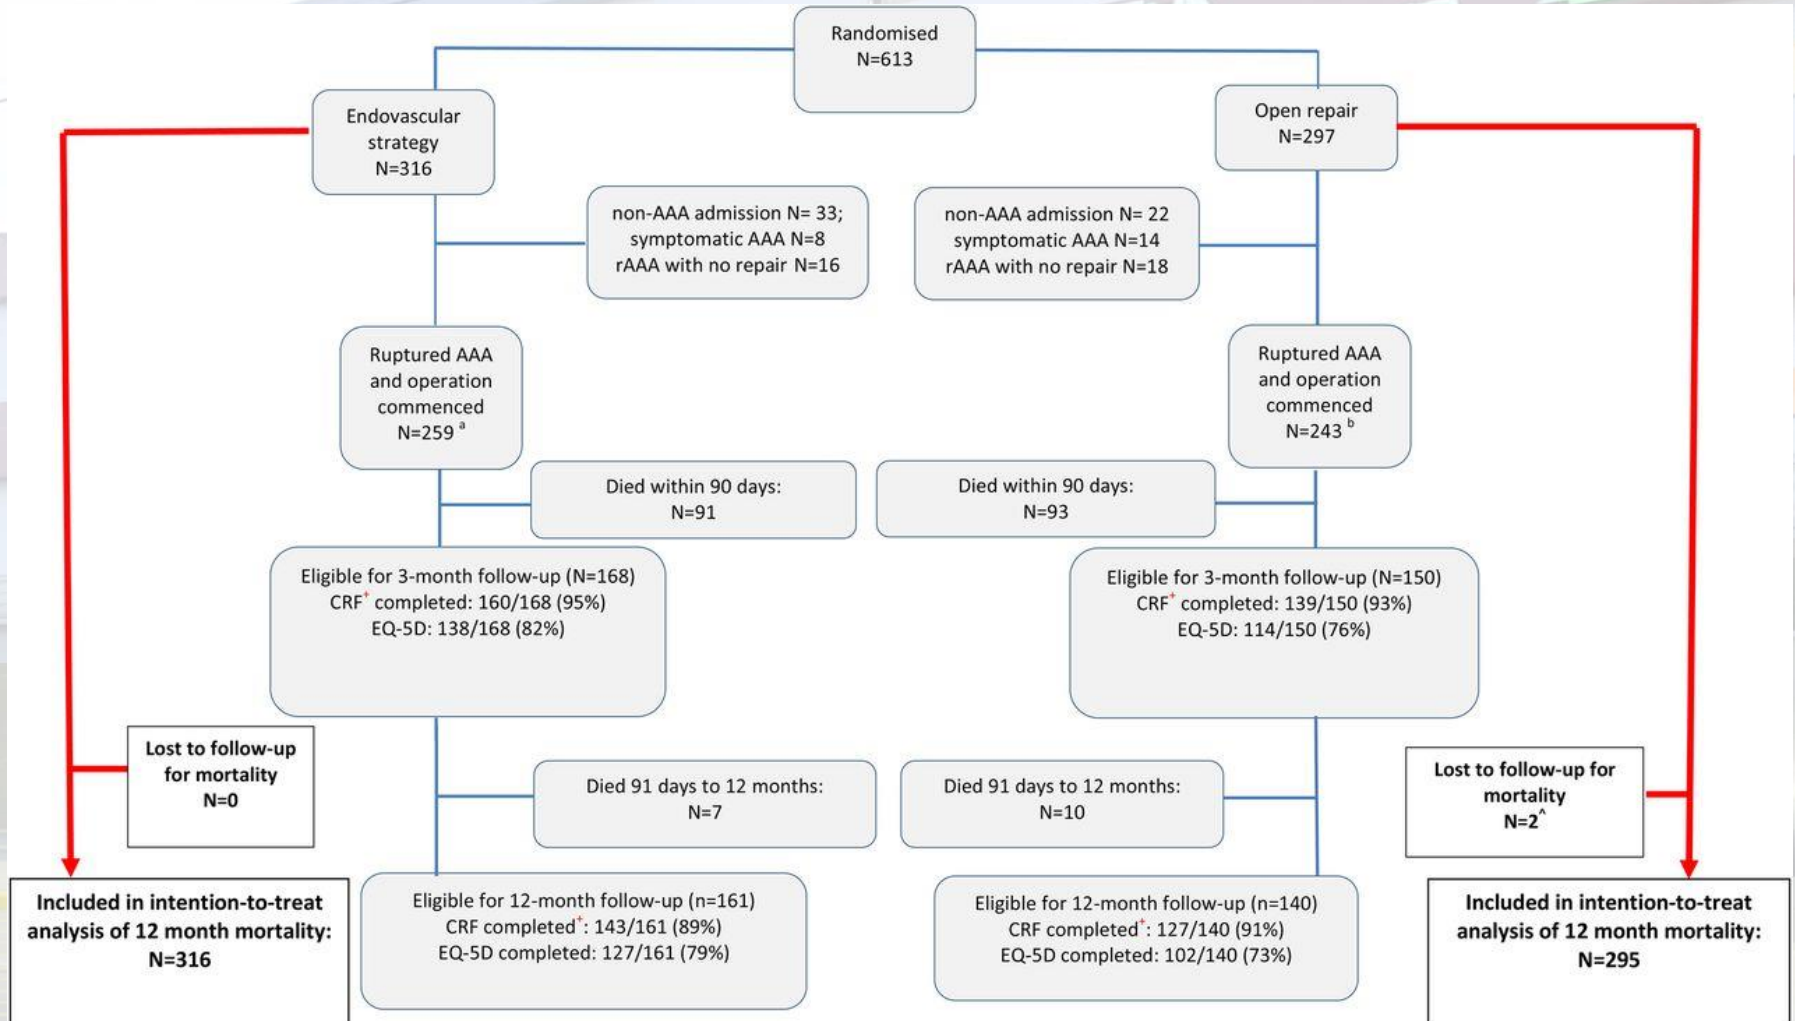 Randomised
N=613
Endovascular
strategy
N=316
Open repair
N=297
non-AAA admission N= 33;
symptomatic AAA N=8
rAAA with no repair N=16
non-AAA admission N= 22
symptomatic AAA N=14
rAAA with no repair N=18
Ruptured AAA
and operation
commenced
N=259 a
Ruptured AAA
and operation
commenced
N=243 b
Died within 90 days:
N=91
Died within 90 days:
N=93
Eligible for 3-month follow-up (N=168)
CRF+ completed: 160/168 (95%)
EQ-5D: 138/168 (82%)
Eligible for 3-month follow-up (N=150)
CRF+ completed: 139/150 (93%)
EQ-5D: 114/150 (76%)
Lost to follow-up
for mortality
N=0
Died 91 days to 12 months:
N=7
Died 91 days to 12 months:
N=10
Lost to follow-up for
mortality
N=2^
Included in intention-to-treat
analysis of 12 month mortality:
N=316
Eligible for 12-month follow-up (n=161)
CRF completed+: 143/161 (89%)
EQ-5D completed: 127/161 (79%)
Eligible for 12-month follow-up (n=140)
CRF completed+: 127/140 (91%)
EQ-5D completed: 102/140 (73%)
Included in intention-to-treat
analysis of 12 month mortality:
N=295